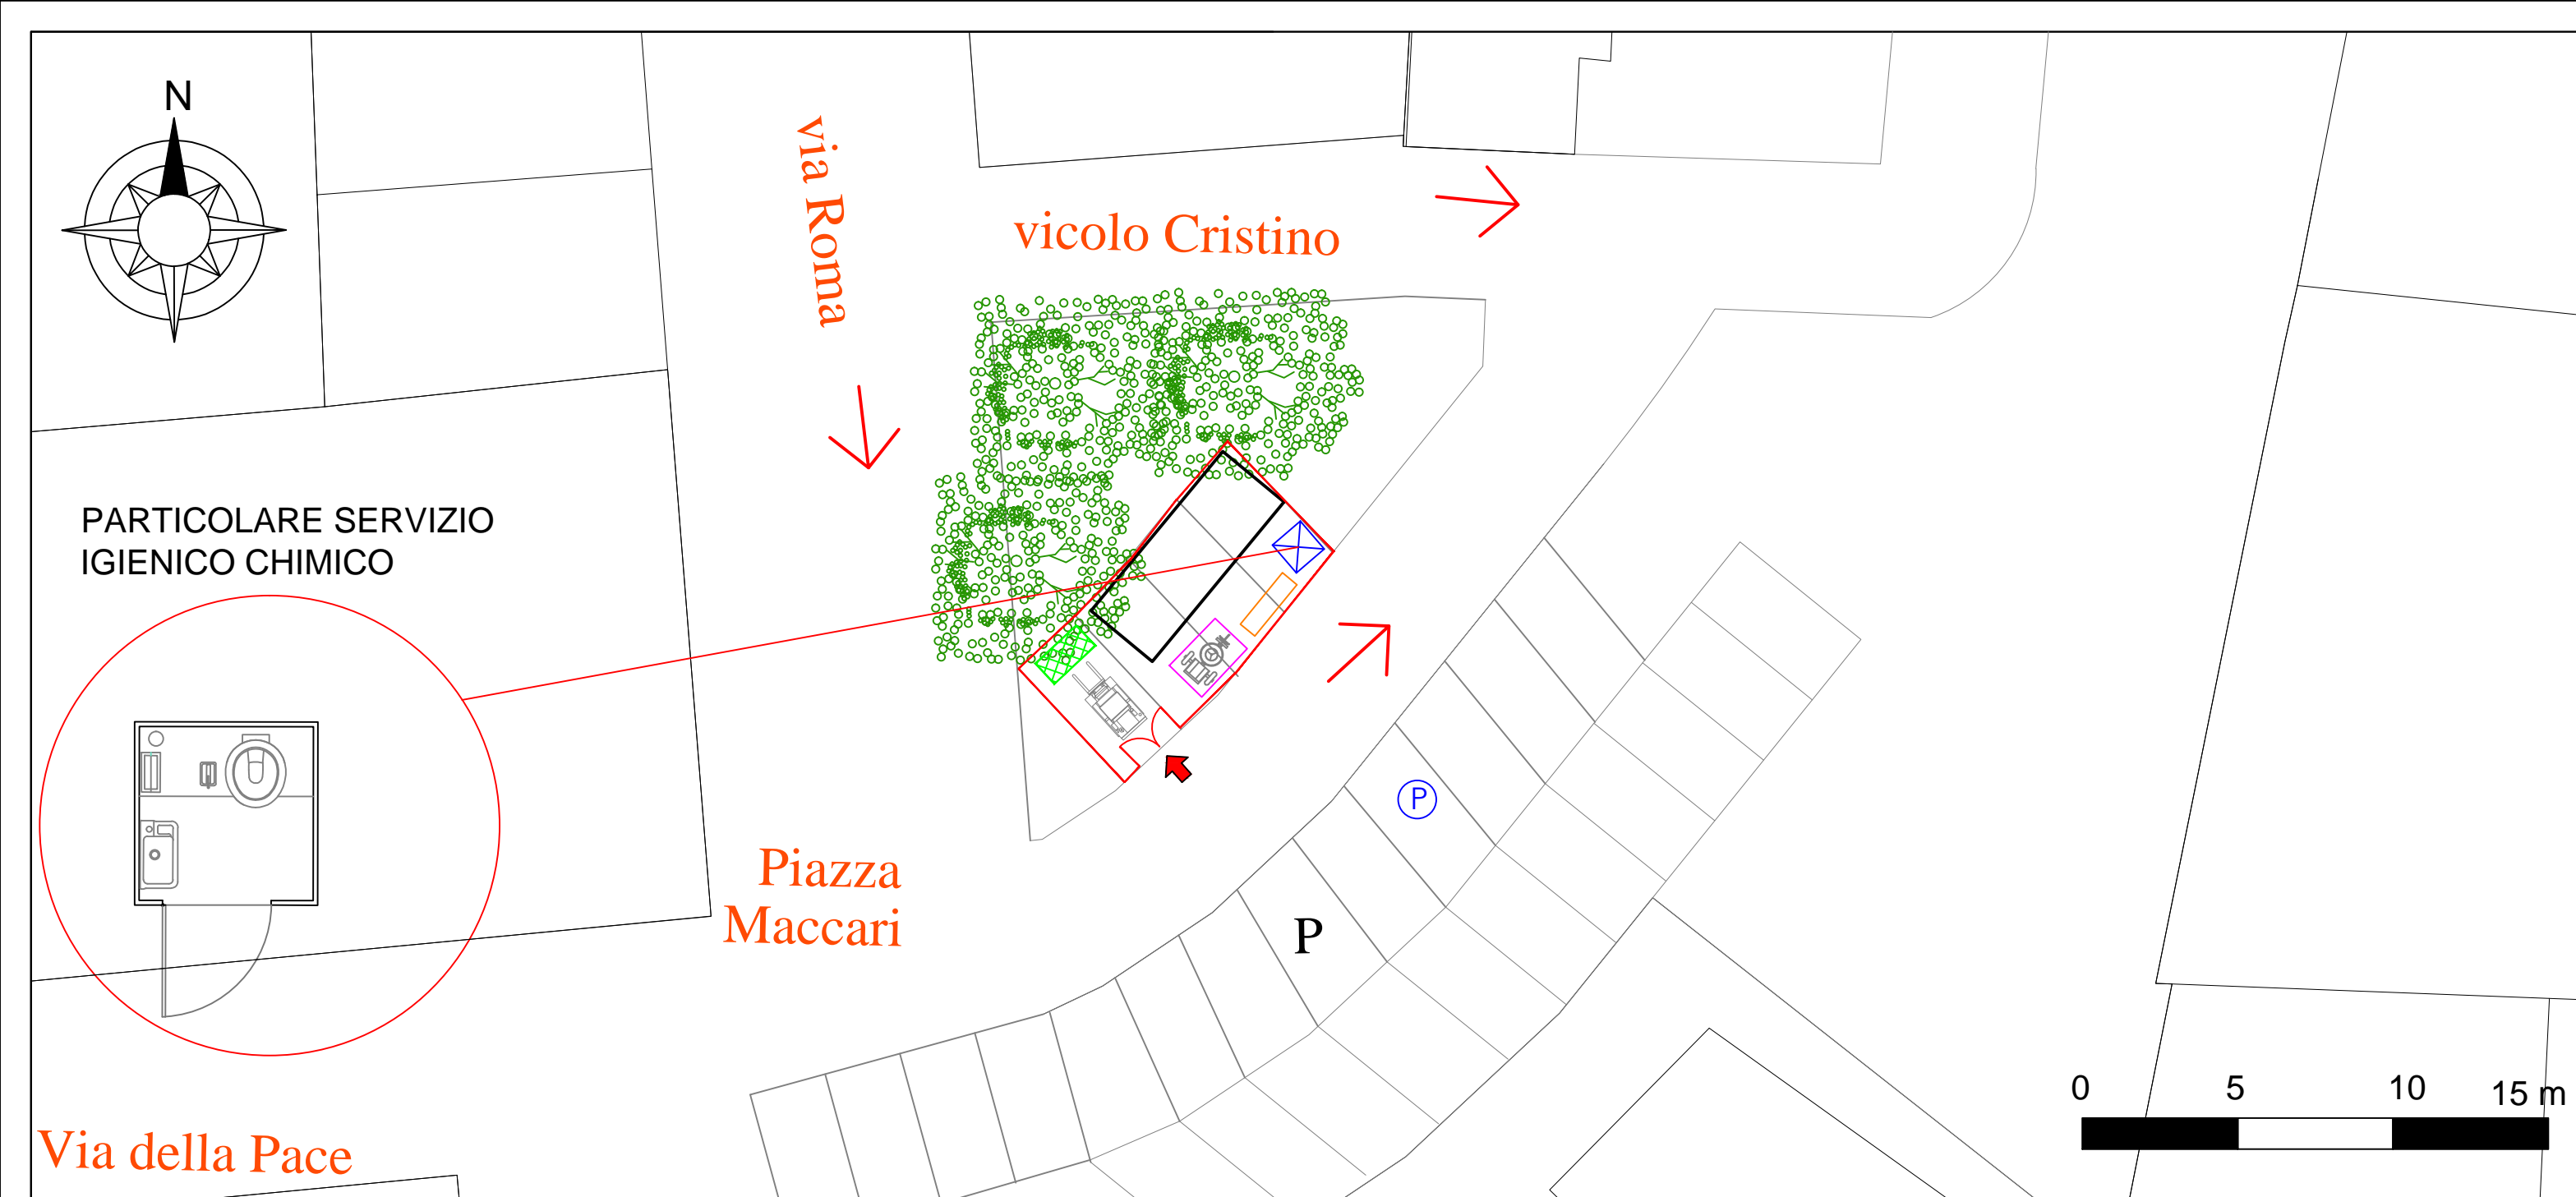 N
via Roma
vicolo Cristino
PARTICOLARE SERVIZIO
IGIENICO CHIMICO
P
Piazza
Maccari
P
0 5 10 15 m
Via della Pace